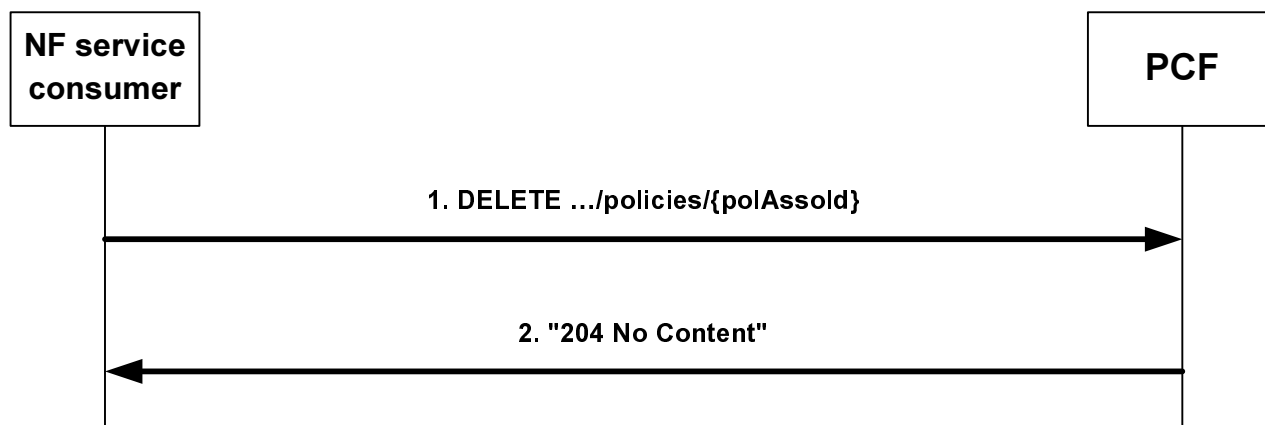 NF service
consumer
PCF
1. DELETE …/policies/{polAssoId}
2. "204 No Content"